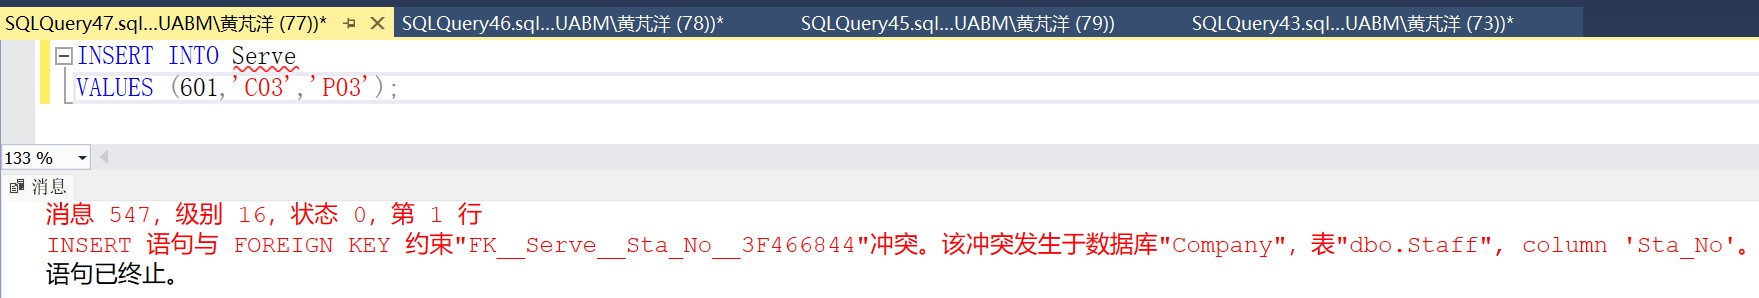 SQLQuery47.sql...UABM\黄芃洋 (77))* SQLQuery46.sql...UABM\黄芃洋 (78))* SQLQuery45.sql...UABM\黄芃洋 (79)) SQLQuery43.sql...UABM\黄芃洋 (73))*
INSERT INTO Serve
VALUES (601,'C03','P03');
133 %
消息
消息 547，级别 16，状态 0，第 1 行
INSERT 语句与 FOREIGN KEY 约束"FK__Serve__Sta_No__3F466844"冲突。该冲突发生于数据库"Company"，表"dbo.Staff", column 'Sta_No'。
语句已终止。